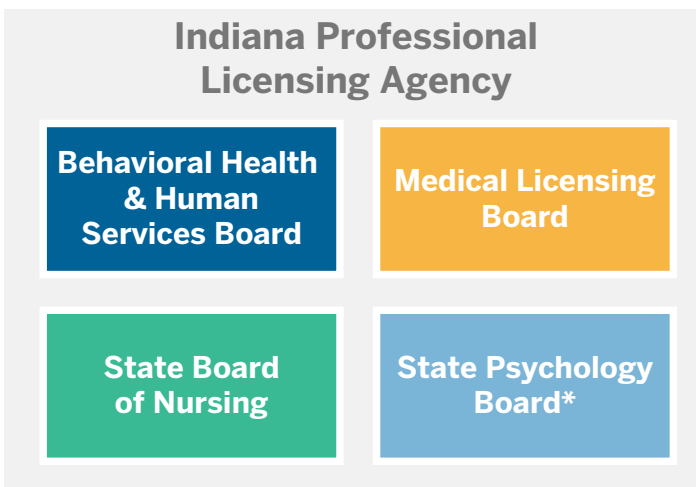 Indiana Professional
Licensing Agency
Behavioral Health
& Human
Services Board
Medical Licensing
Board
State Board
of Nursing
State Psychology
Board*